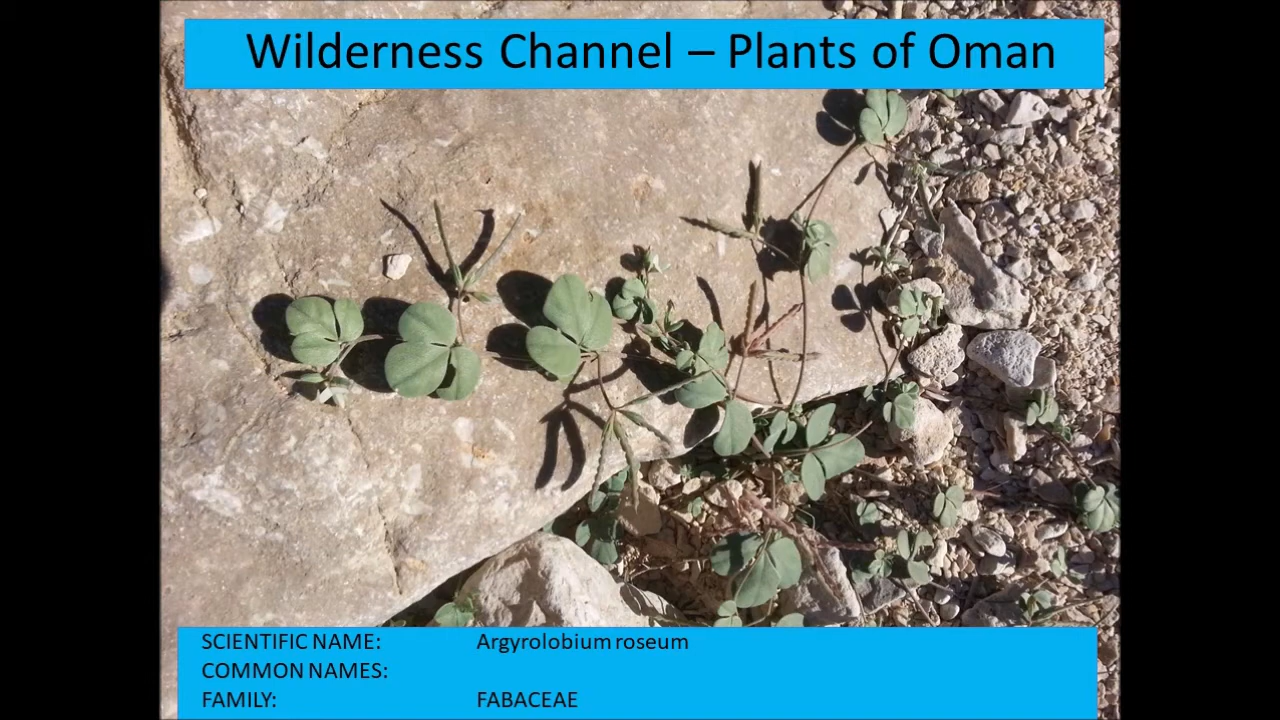 Wilderness Channel – Plants of Oman
SCIENTIFIC NAME: Argyrolobium roseum
COMMON NAMES:
FAMILY: FABACEAE